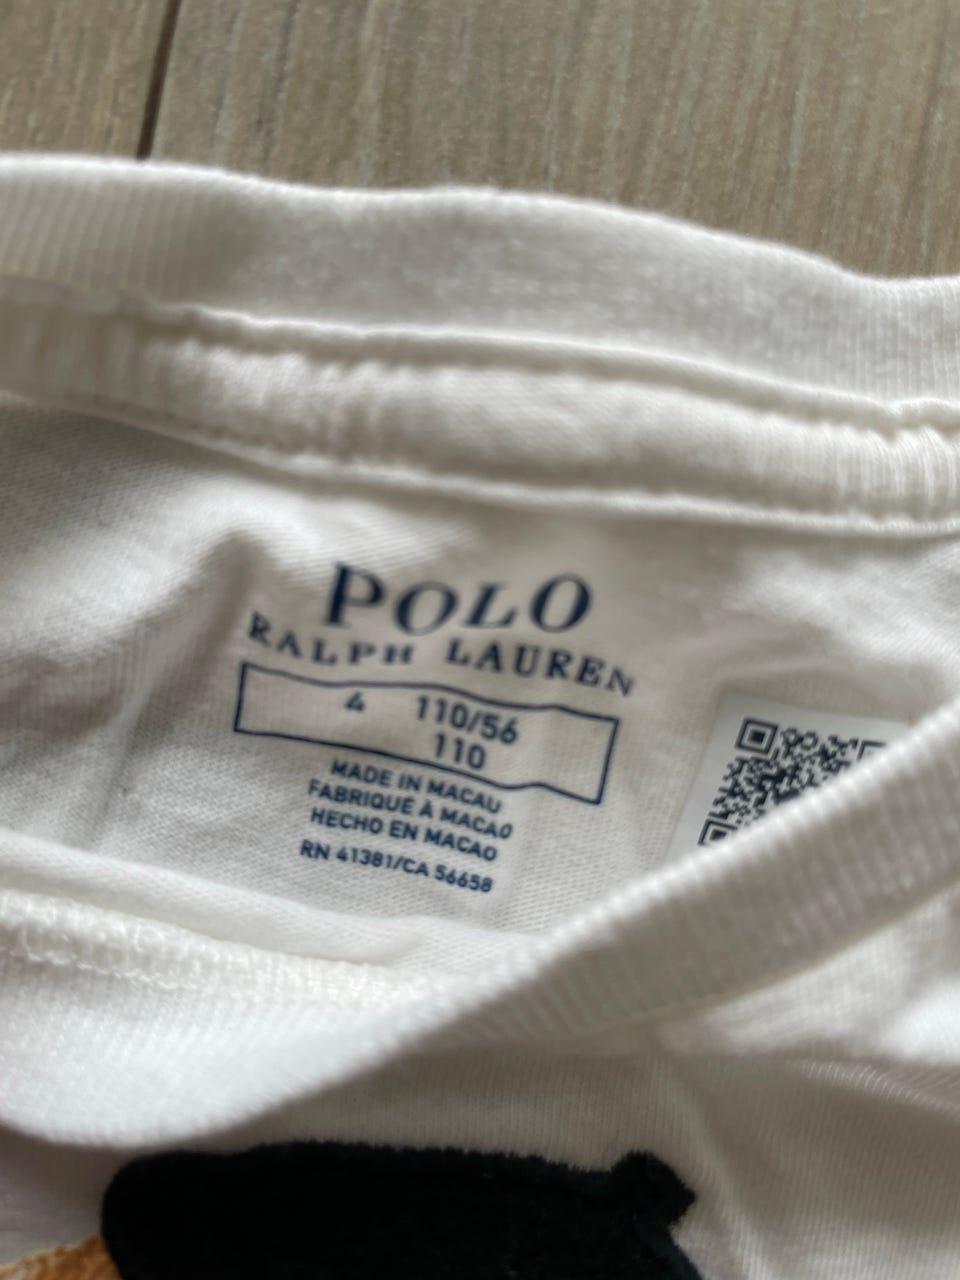 POLO
RALPH LAUREN
4 110/56
110
MADE IN MACAU
FABRIQUÉ À MACAO
HECHO EN MACAO
RN 41381/CA 56658